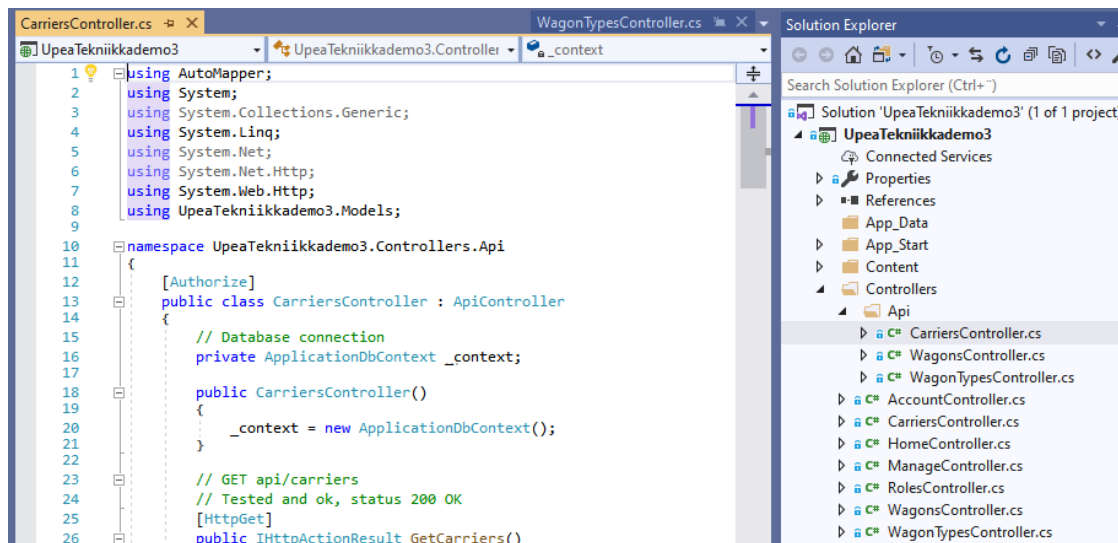 CarriersController.cs
WagonTypesController.cs
UpeaTekniikkademo3
UpeaTekniikkademo3.Controller
_context
1 using AutoMapper;
2 using System;
3 using System.Collections.Generic;
4 using System.Linq;
5 using System.Net;
6 using System.Net.Http;
7 using System.Web.Http;
8 using UpeaTekniikkademo3.Models;
9
10 namespace UpeaTekniikkademo3.Controllers.Api
11 {
12 [Authorize]
13 public class CarriersController : ApiController
14 {
15 // Database connection
16 private ApplicationDbContext _context;
17
18 public CarriersController()
19 {
20 _context = new ApplicationDbContext();
21 }
22
23 // GET api/carriers
24 // Tested and ok, status 200 OK
25 [HttpGet]
26 public IHttpActionResult GetCarriers()
Solution Explorer
Search Solution Explorer (Ctrl+¨)
Solution 'UpeaTekniikkademo3' (1 of 1 project)
UpeaTekniikkademo3
Connected Services
Properties
References
App_Data
App_Start
Content
Controllers
Api
C# CarriersController.cs
C# WagonsController.cs
C# WagonTypesController.cs
C# AccountController.cs
C# CarriersController.cs
C# HomeController.cs
C# ManageController.cs
C# RolesController.cs
C# WagonsController.cs
C# WagonTypesController.cs